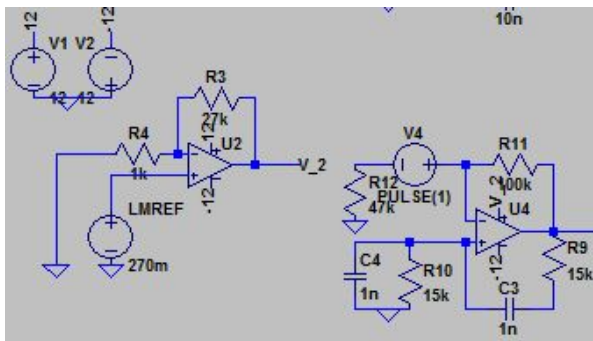 12
-12
10n
V1
V2
12
12
R3
27k
12
U2
R4
1k
-12
V_2
LMREF
270m
V4
PULSE(1)
R12
47k
R11
100k
V_2
U4
-12
R9
15k
C4
1n
R10
15k
C3
1n